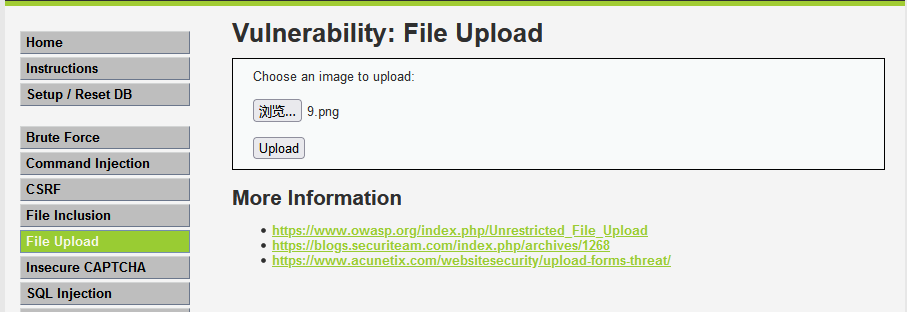 Home
Instructions
Setup / Reset DB
Brute Force
Command Injection
CSRF
File Inclusion
File Upload
Insecure CAPTCHA
SQL Injection
Vulnerability: File Upload
Choose an image to upload:
浏览... 9.png
Upload
More Information
https://www.owasp.org/index.php/Unrestricted_File_Upload
https://blogs.securiteam.com/index.php/archives/1268
https://www.acunetix.com/websitesecurity/upload-forms-threat/